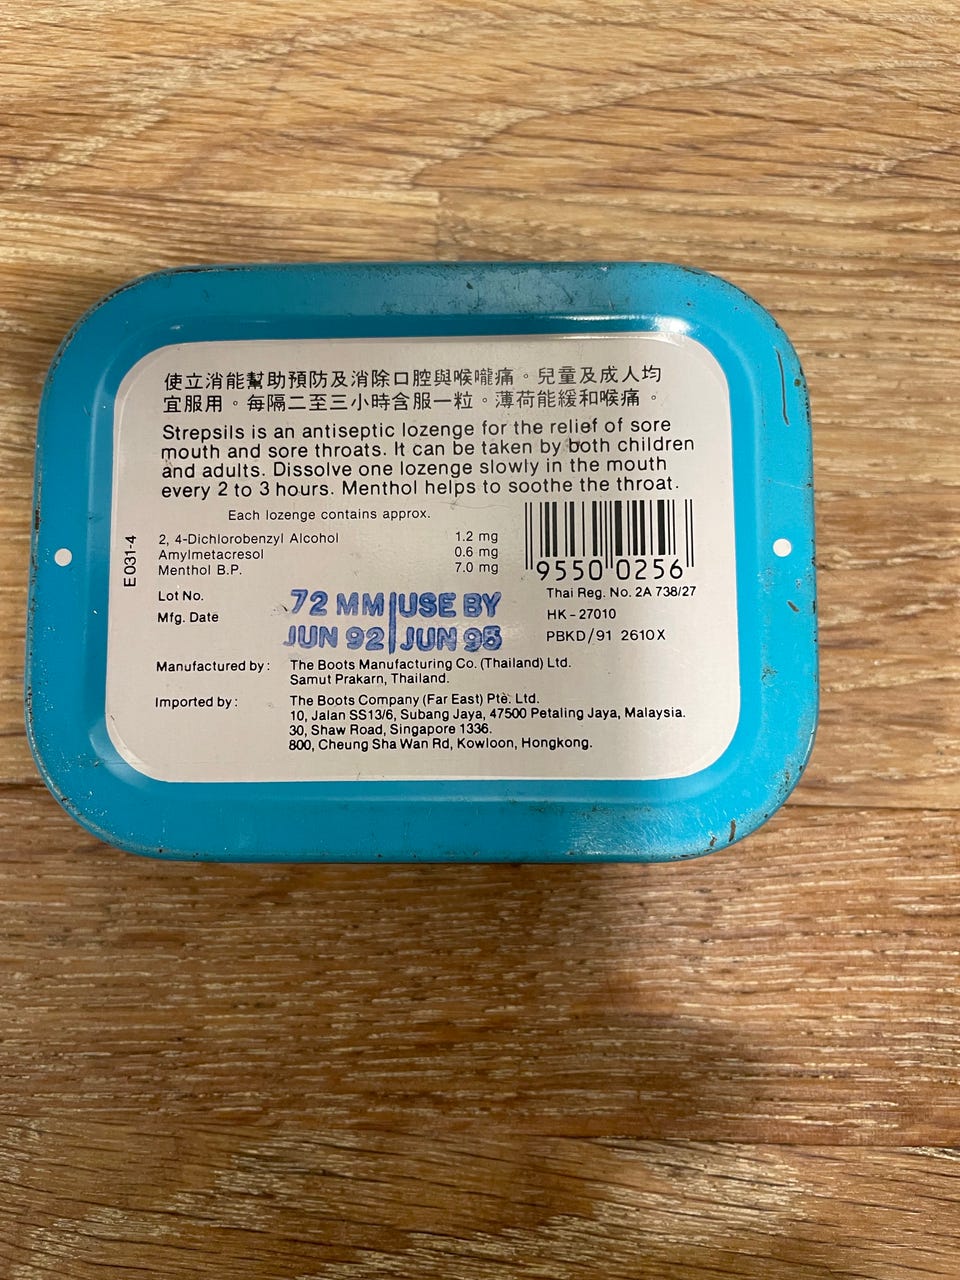 使立消能幫助預防及消除口腔與喉嚨痛。兒童及成人均
宜服用。每隔二至三小時含服一粒。薄荷能緩和喉痛。
Strepsils is an antiseptic lozenge for the relief of sore
mouth and sore throats. It can be taken by both children
and adults. Dissolve one lozenge slowly in the mouth
every 2 to 3 hours. Menthol helps to soothe the throat.
Each lozenge contains approx.
2, 4-Dichlorobenzyl Alcohol 1.2 mg
Amylmetacresol 0.6 mg
Menthol B.P. 7.0 mg
9550 0256
E031-4
Lot No. 72 MM USE BY
Mfg. Date JUN 92 JUN 95
Thai Reg. No. 2A 738/27
HK-27010
PBKD/91 2610X
Manufactured by: The Boots Manufacturing Co. (Thailand) Ltd.
Samut Prakarn, Thailand.
Imported by: The Boots Company (Far East) Pte. Ltd.
10, Jalan SS13/6, Subang Jaya, 47500 Petaling Jaya, Malaysia.
30, Shaw Road, Singapore 1336.
800, Cheung Sha Wan Rd, Kowloon, Hongkong.